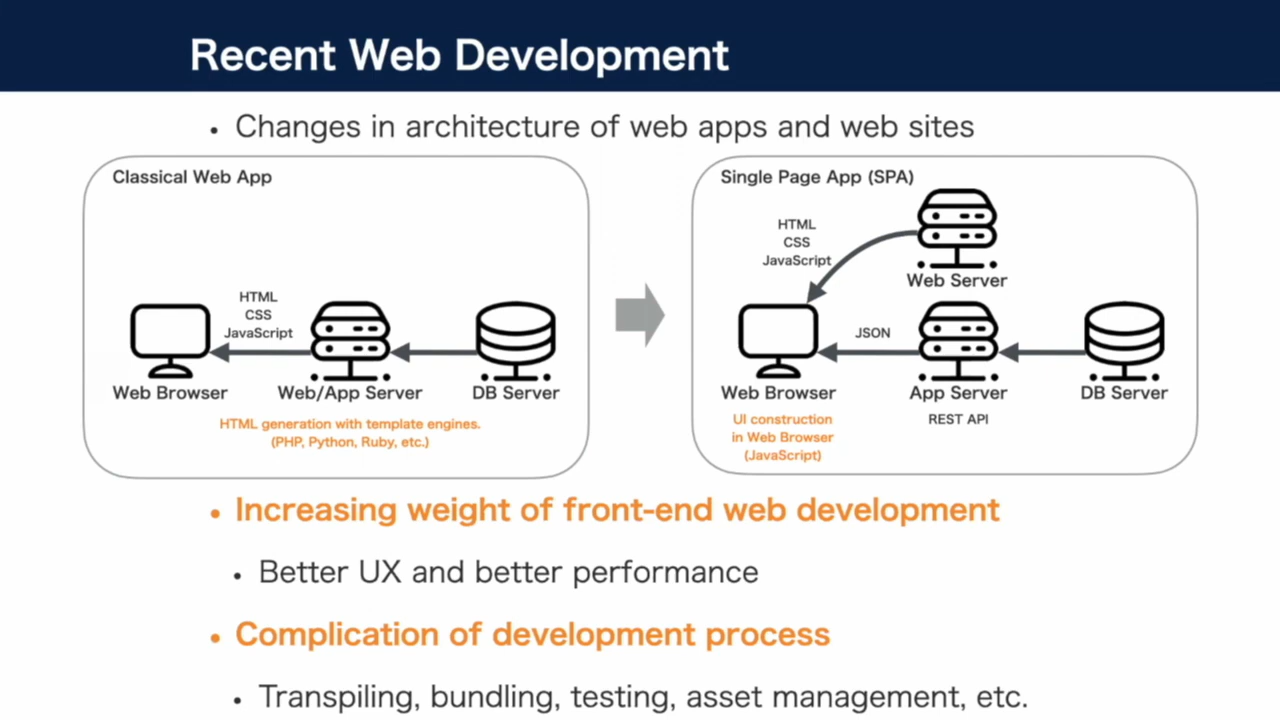 Recent Web Development
• Changes in architecture of web apps and web sites
Classical Web App
HTML
CSS
JavaScript
Web Browser
Web/App Server
DB Server
HTML generation with template engines.
(PHP, Python, Ruby, etc.)
Single Page App (SPA)
HTML
CSS
JavaScript
Web Server
JSON
Web Browser
App Server
DB Server
UI construction
in Web Browser
(JavaScript)
REST API
• Increasing weight of front-end web development
• Better UX and better performance
• Complication of development process
• Transpiling, bundling, testing, asset management, etc.